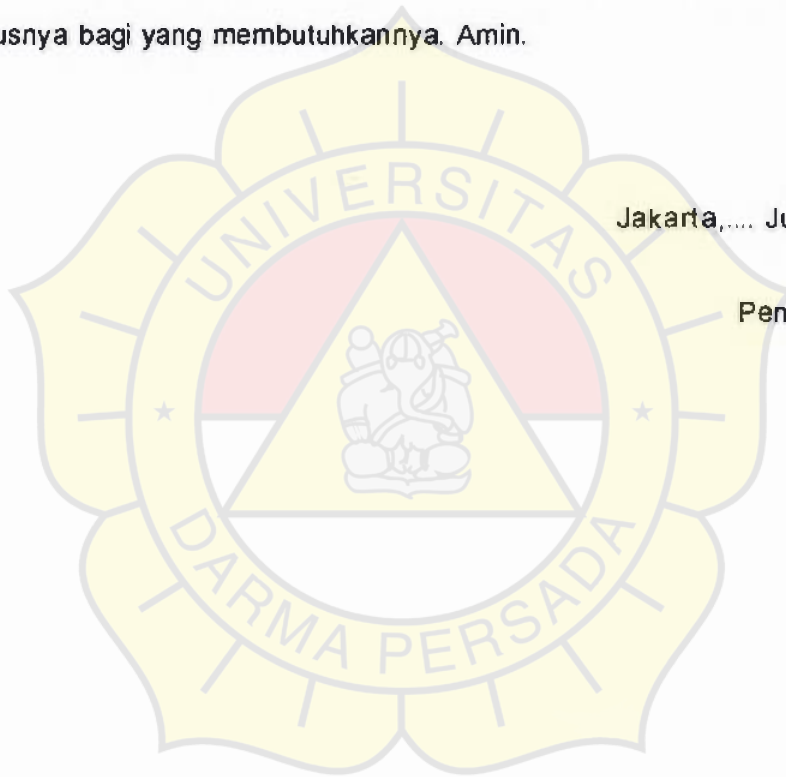 usnya bagi yang membutuhkannya. Amin.
UNIVERSITAS
Jakarta,.... Ju
Pen
DARMA PERSADA